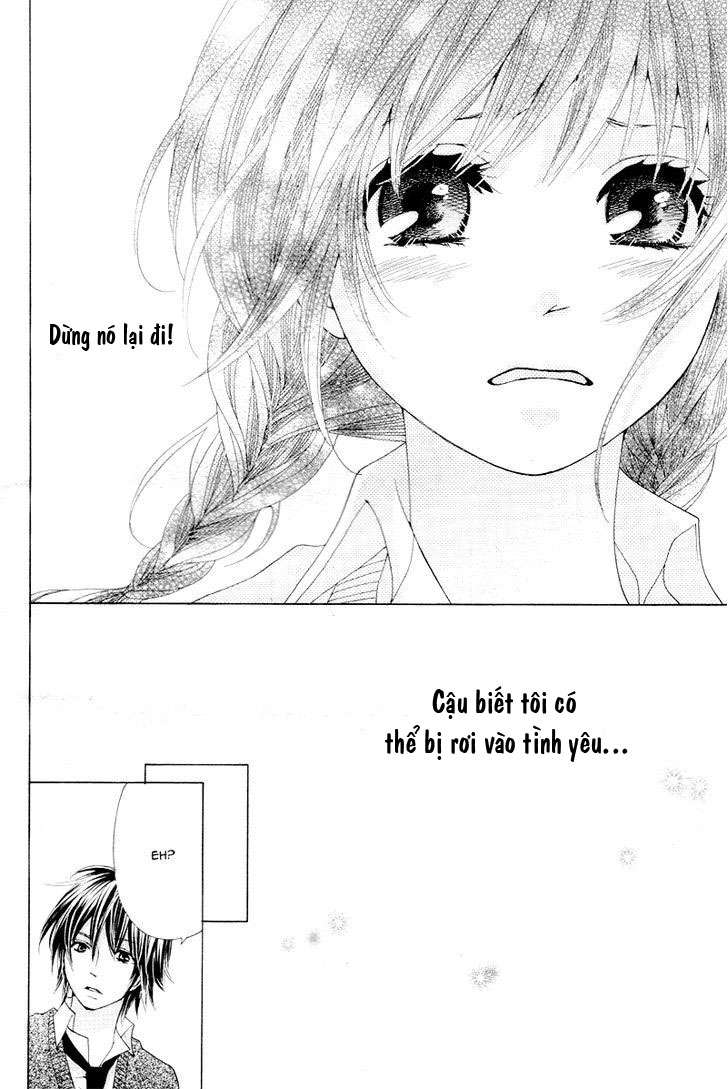 Dừng nó lại đi!
Cậu biết tôi có
thể bị rơi vào tình yêu...
EH?